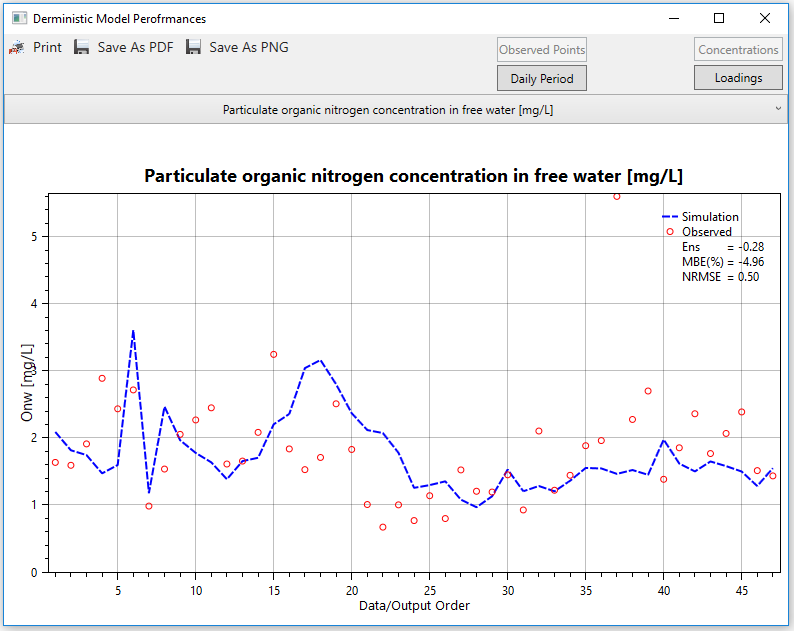 Derministic Model Perofrmances
Print Save As PDF Save As PNG
Observed Points Concentrations
Daily Period Loadings
Particulate organic nitrogen concentration in free water [mg/L]
Particulate organic nitrogen concentration in free water [mg/L]
Simulation
Observed
Ens = -0.28
MBE(%) = -4.96
NRMSE = 0.50
Onw [mg/L]
5
4
3
2
1
0
5 10 15 20 25 30 35 40 45
Data/Output Order